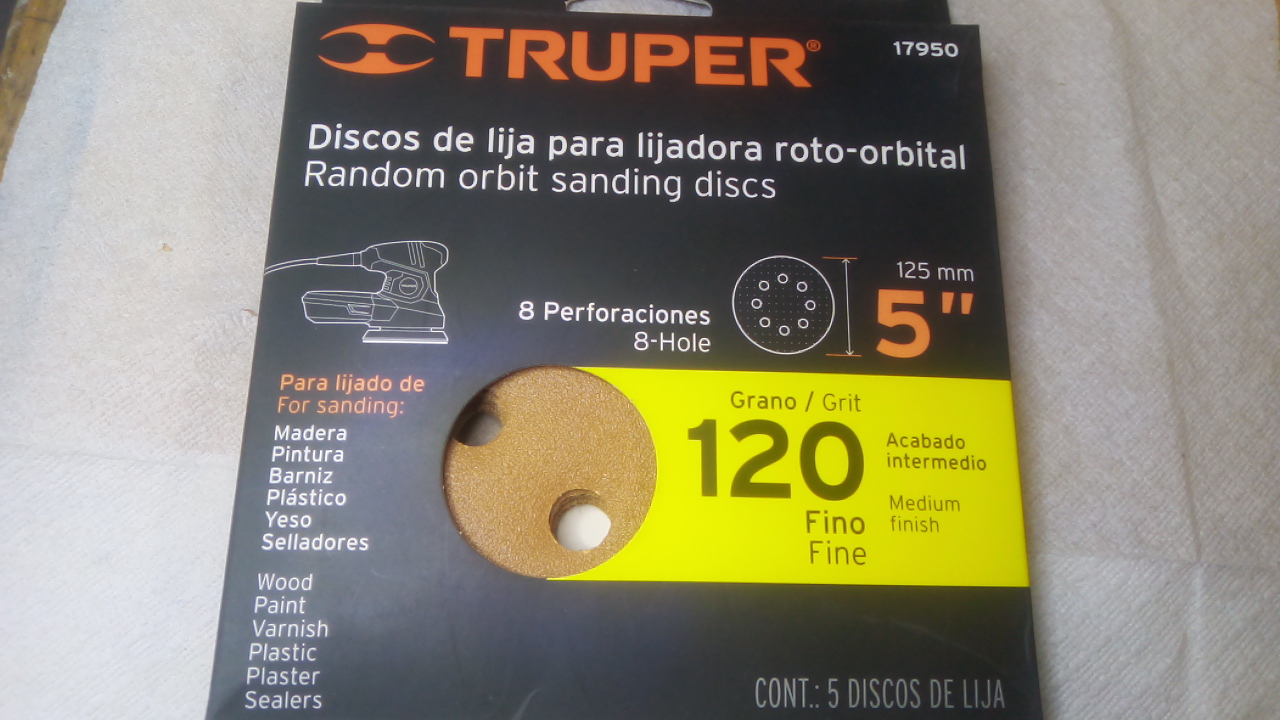 TRUPER®
17950
Discos de lija para lijadora roto-orbital
Random orbit sanding discs
125 mm
5"
8 Perforaciones
8-Hole
Para lijado de
For sanding:
Madera
Pintura
Barniz
Plástico
Yeso
Selladores
Wood
Paint
Varnish
Plastic
Plaster
Sealers
Grano / Grit
120
Fino
Fine
Acabado
intermedio
Medium
finish
CONT.: 5 DISCOS DE LIJA